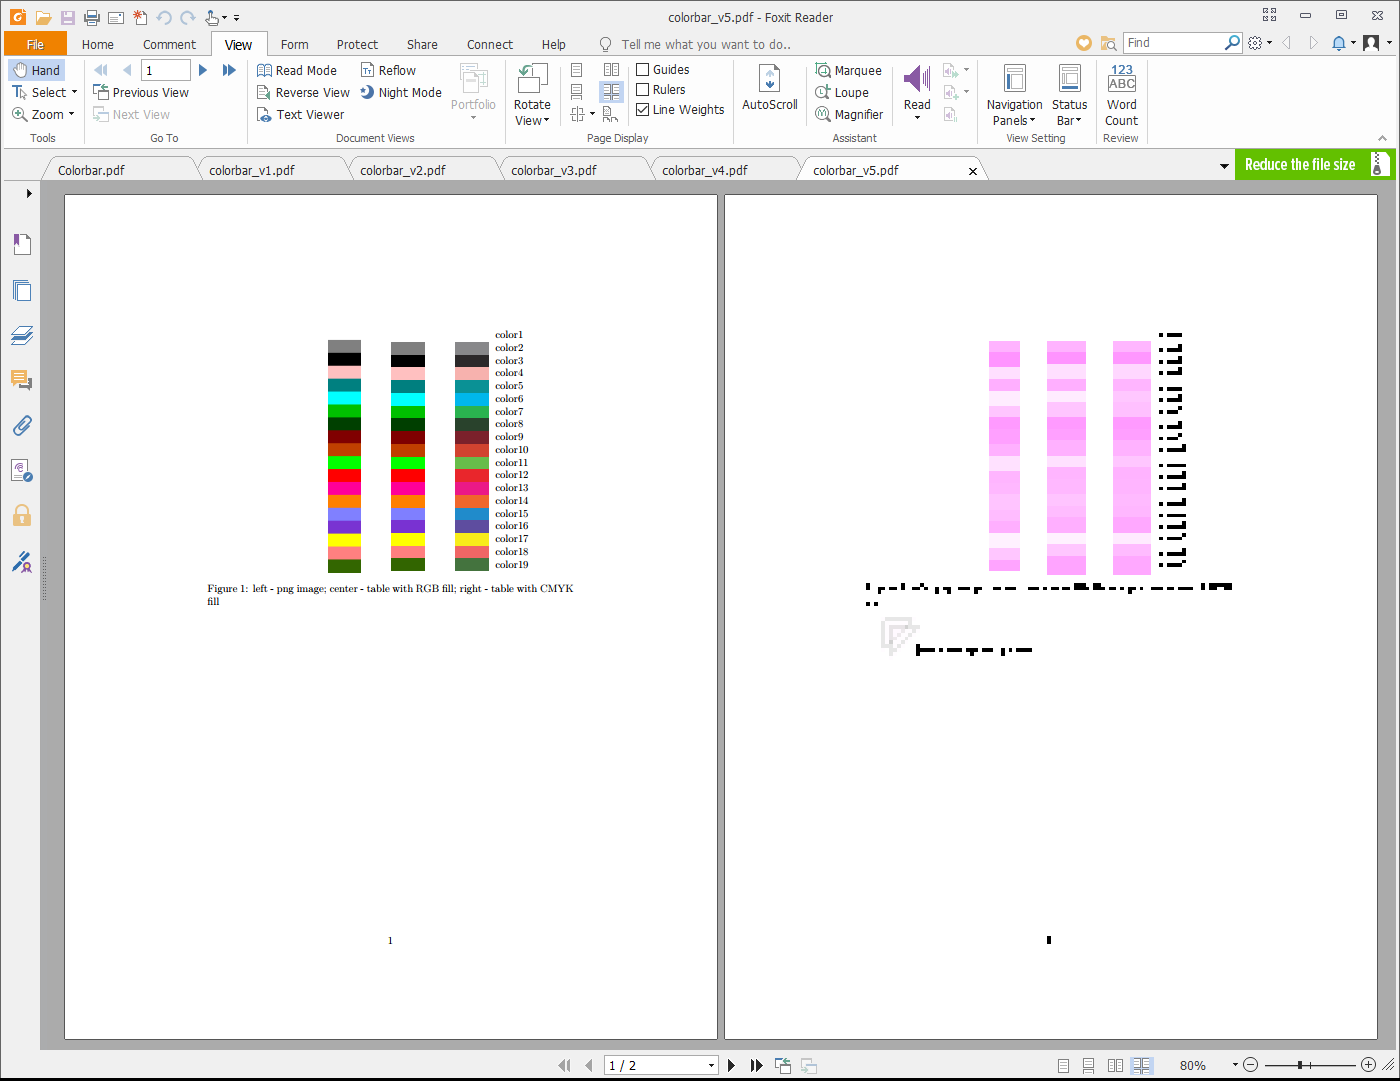 colorbar_v5.pdf - Foxit Reader
File Home Comment View Form Protect Share Connect Help Tell me what you want to do.. Find
Hand
Select
Zoom
Tools
1
Previous View
Next View
Go To
Read Mode Reflow
Reverse View Night Mode
Text Viewer
Document Views
Portfolio
Rotate
View
Guides
Rulers
Line Weights
Page Display
AutoScroll
Marquee
Loupe
Magnifier
Read
Assistant
Navigation
Panels
Status
Bar
View Setting
123
ABC
Word
Count
Review
Colorbar.pdf colorbar_v1.pdf colorbar_v2.pdf colorbar_v3.pdf colorbar_v4.pdf colorbar_v5.pdf
Reduce the file size
color1
color2
color3
color4
color5
color6
color7
color8
color9
color10
color11
color12
color13
color14
color15
color16
color17
color18
color19
Figure 1: left - png image; center - table with RGB fill; right - table with CMYK
fill
1
1 / 2
80%